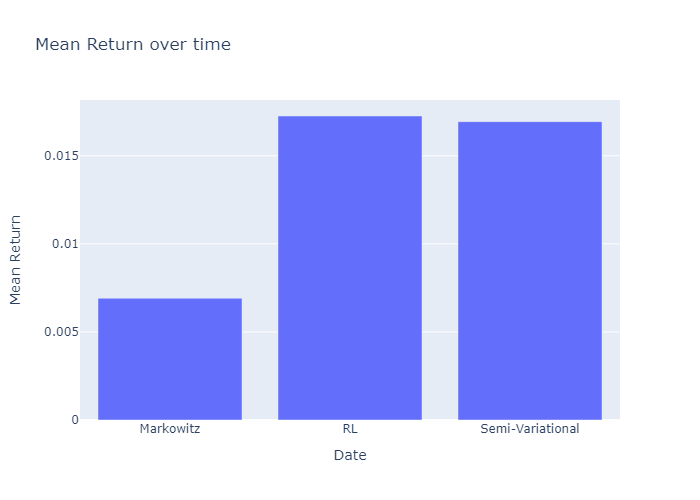 Mean Return over time
Mean Return
0.015
0.01
0.005
0
Markowitz RL Semi-Variational
Date